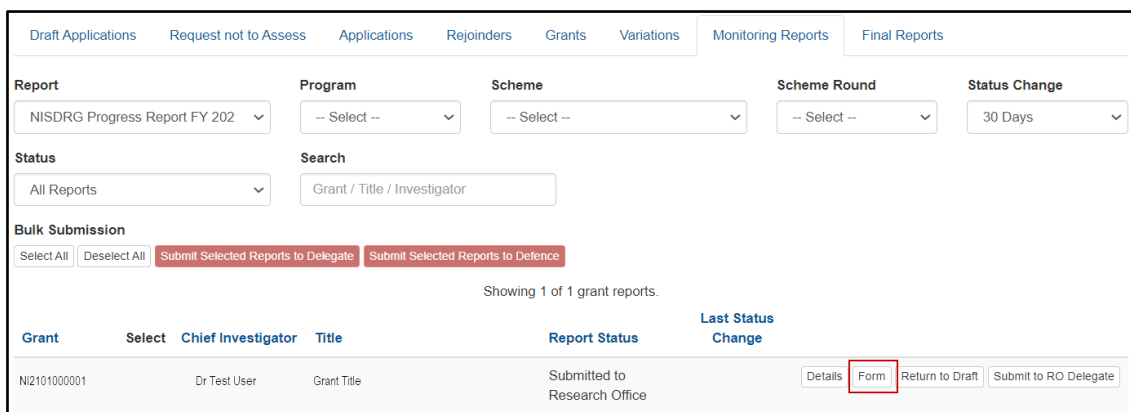 Draft Applications Request not to Assess Applications Rejoinders Grants Variations Monitoring Reports Final Reports
Report Program Scheme Scheme Round Status Change
NISDRG Progress Report FY 202 -- Select -- -- Select -- -- Select -- 30 Days
Status Search
All Reports Grant / Title / Investigator
Bulk Submission
Select All Deselect All Submit Selected Reports to Delegate Submit Selected Reports to Defence
Showing 1 of 1 grant reports.
Grant Select Chief Investigator Title Report Status Last Status Change
NI2101000001 Dr Test User Grant Title Submitted to Research Office Details Form Return to Draft Submit to RO Delegate